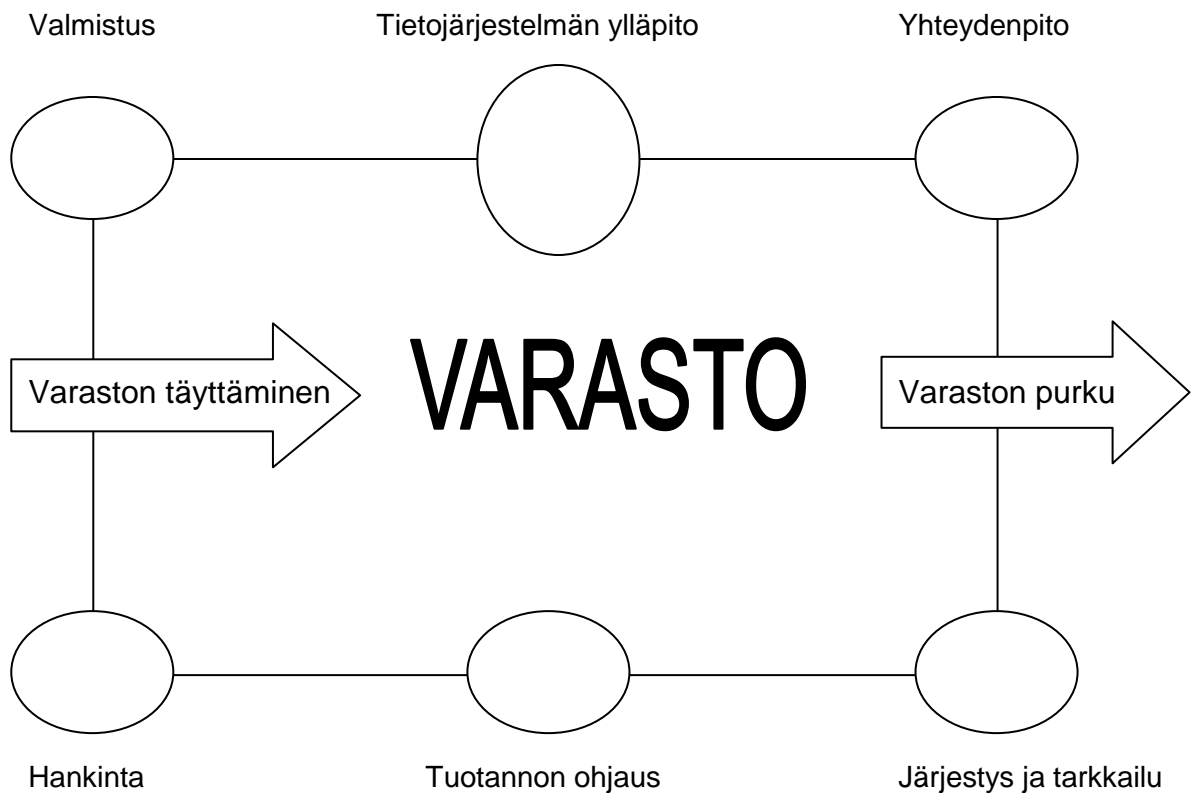 Valmistus
Tietojärjestelmän ylläpito
Yhteydenpito
Varaston täyttäminen
VARASTO
Varaston purku
Hankinta
Tuotannon ohjaus
Järjestys ja tarkkailu